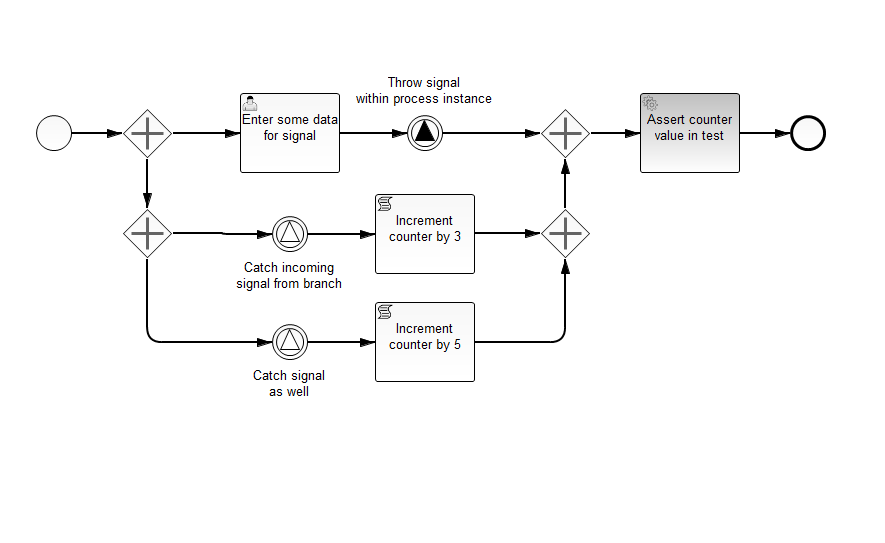 Throw signal
within process instance
Enter some data
for signal
Assert counter
value in test
Increment
counter by 3
Catch incoming
signal from branch
Increment
counter by 5
Catch signal
as well